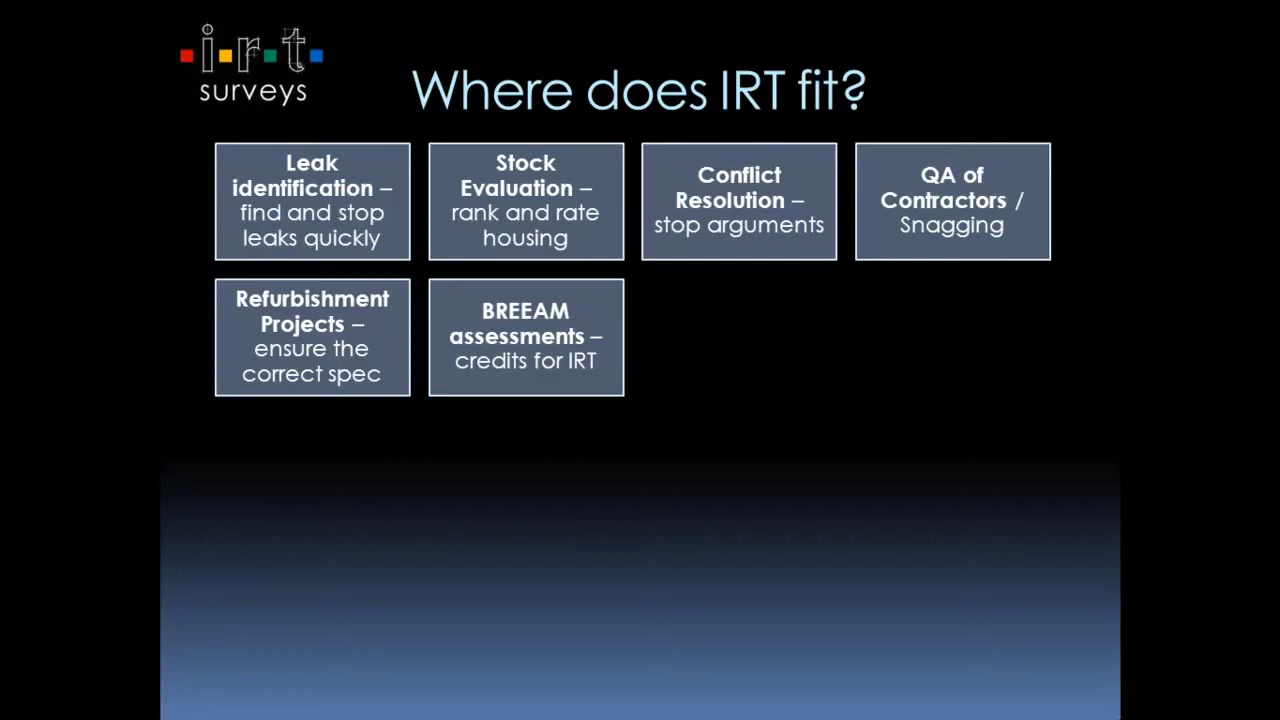 i.r.t
surveys
Where does IRT fit?
Leak
identification –
find and stop
leaks quickly
Stock
Evaluation –
rank and rate
housing
Conflict
Resolution –
stop arguments
QA of
Contractors /
Snagging
Refurbishment
Projects –
ensure the
correct spec
BREEAM
assessments –
credits for IRT